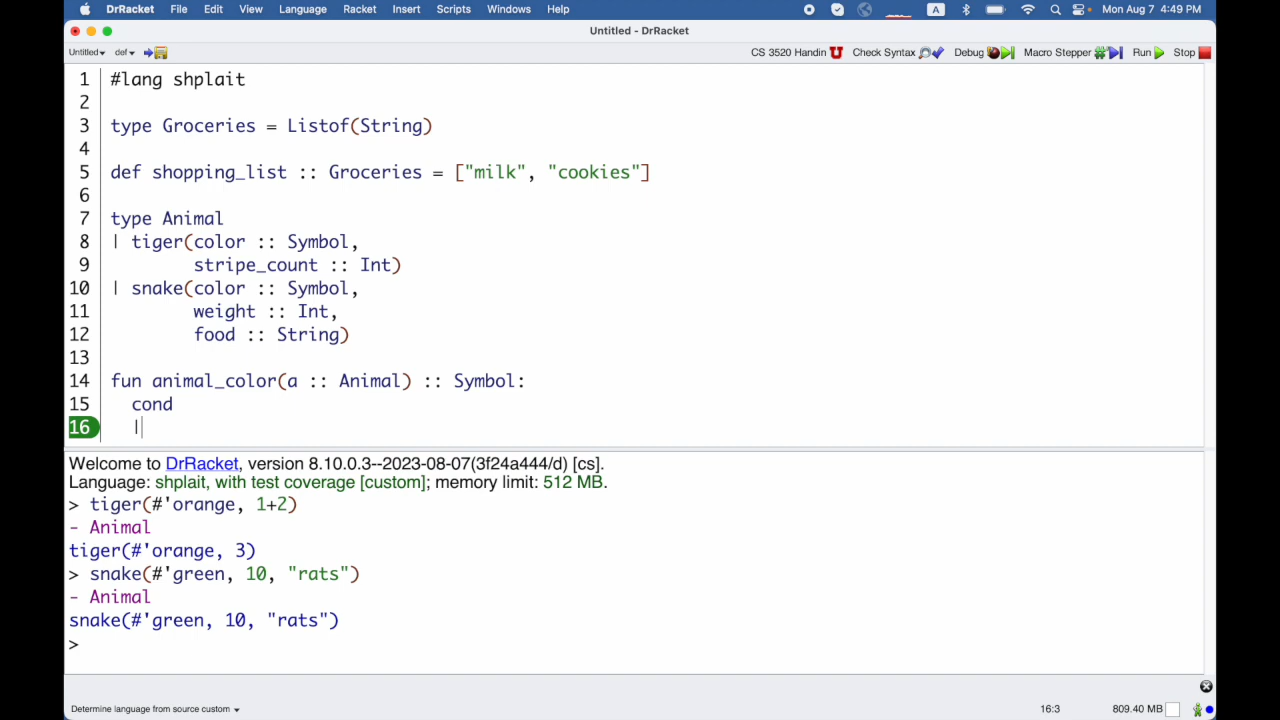 DrRacket File Edit View Language Racket Insert Scripts Windows Help A Mon Aug 7 4:49 PM
Untitled - DrRacket
Untitled def CS 3520 Handin Check Syntax Debug Macro Stepper Run Stop
1 #lang shplait
2
3 type Groceries = Listof(String)
4
5 def shopping_list :: Groceries = ["milk", "cookies"]
6
7 type Animal
8 | tiger(color :: Symbol,
9 stripe_count :: Int)
10 | snake(color :: Symbol,
11 weight :: Int,
12 food :: String)
13
14 fun animal_color(a :: Animal) :: Symbol:
15 cond
16 |
Welcome to DrRacket, version 8.10.0.3--2023-08-07(3f24a444/d) [cs].
Language: shplait, with test coverage [custom]; memory limit: 512 MB.
> tiger(#'orange, 1+2)
- Animal
tiger(#'orange, 3)
> snake(#'green, 10, "rats")
- Animal
snake(#'green, 10, "rats")
>
Determine language from source custom 16:3 809.40 MB